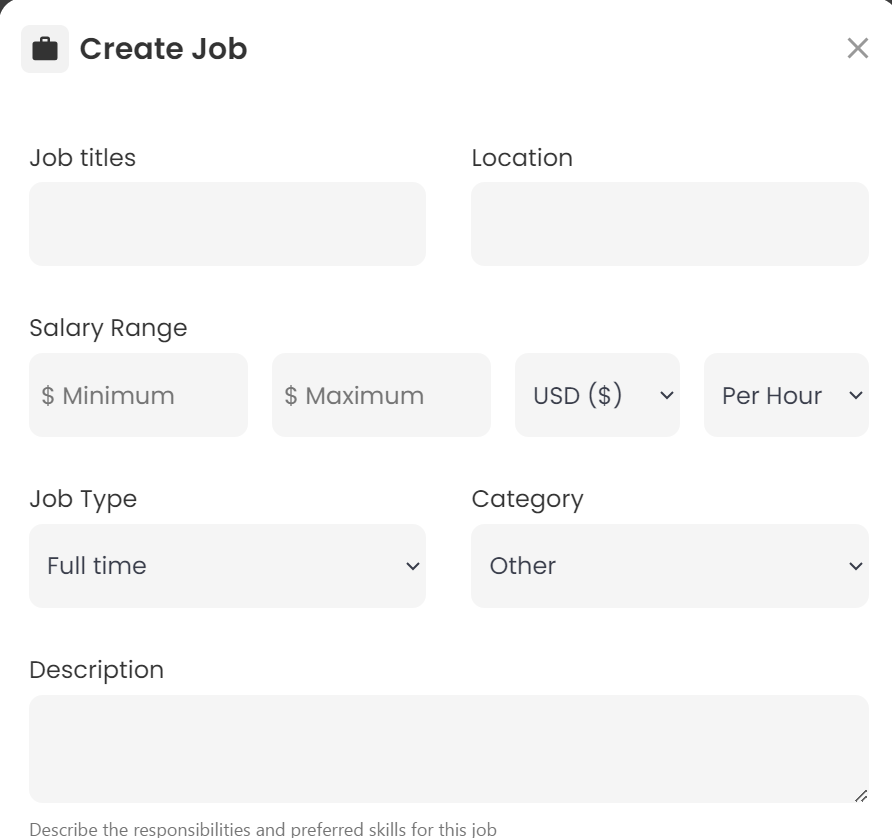 Create Job
Job titles
Location
Salary Range
$ Minimum
$ Maximum
USD ($)
Per Hour
Job Type
Category
Full time
Other
Description
Describe the responsibilities and preferred skills for this job